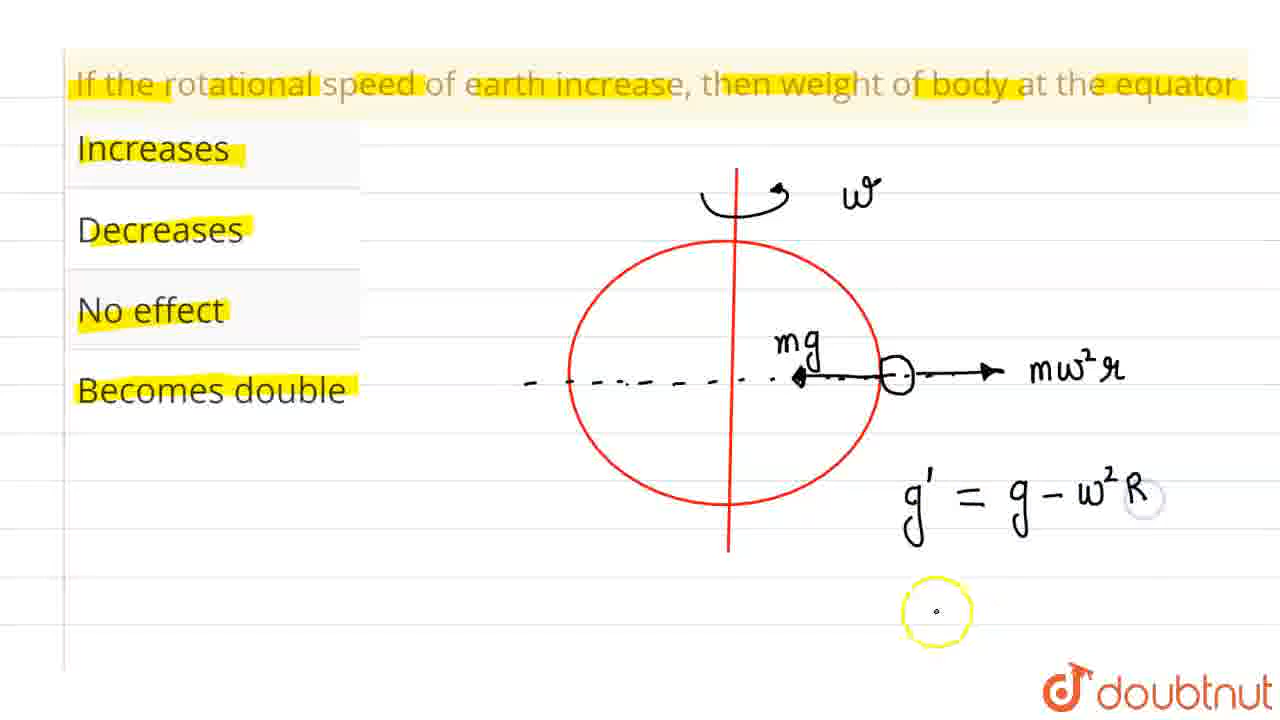 If the rotational speed of earth increase, then weight of body at the equator
Increases
Decreases
No effect
Becomes double
ω
mg
mω²r
g' = g - ω²R
doubtnut